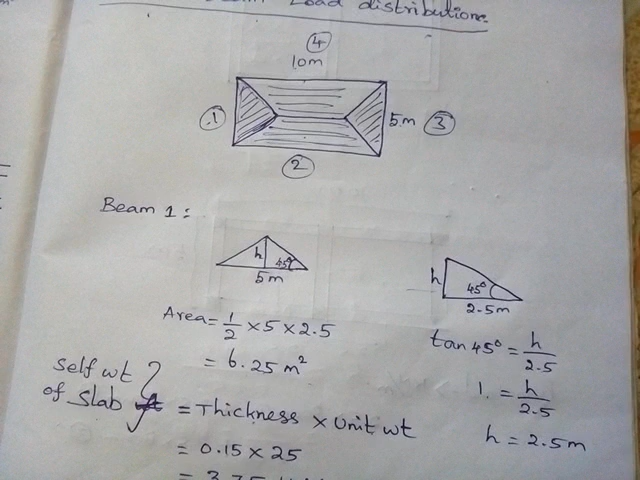 Load distributions
④
10m
①
5m
③
②
Beam 1:
h
45°
5m
h
45°
2.5m
Area = 1/2 × 5 × 2.5
= 6.25 m²
tan 45° = h/2.5
1. = h/2.5
h = 2.5m
Self wt
of Slab
= Thickness × Unit wt
= 0.15 × 25